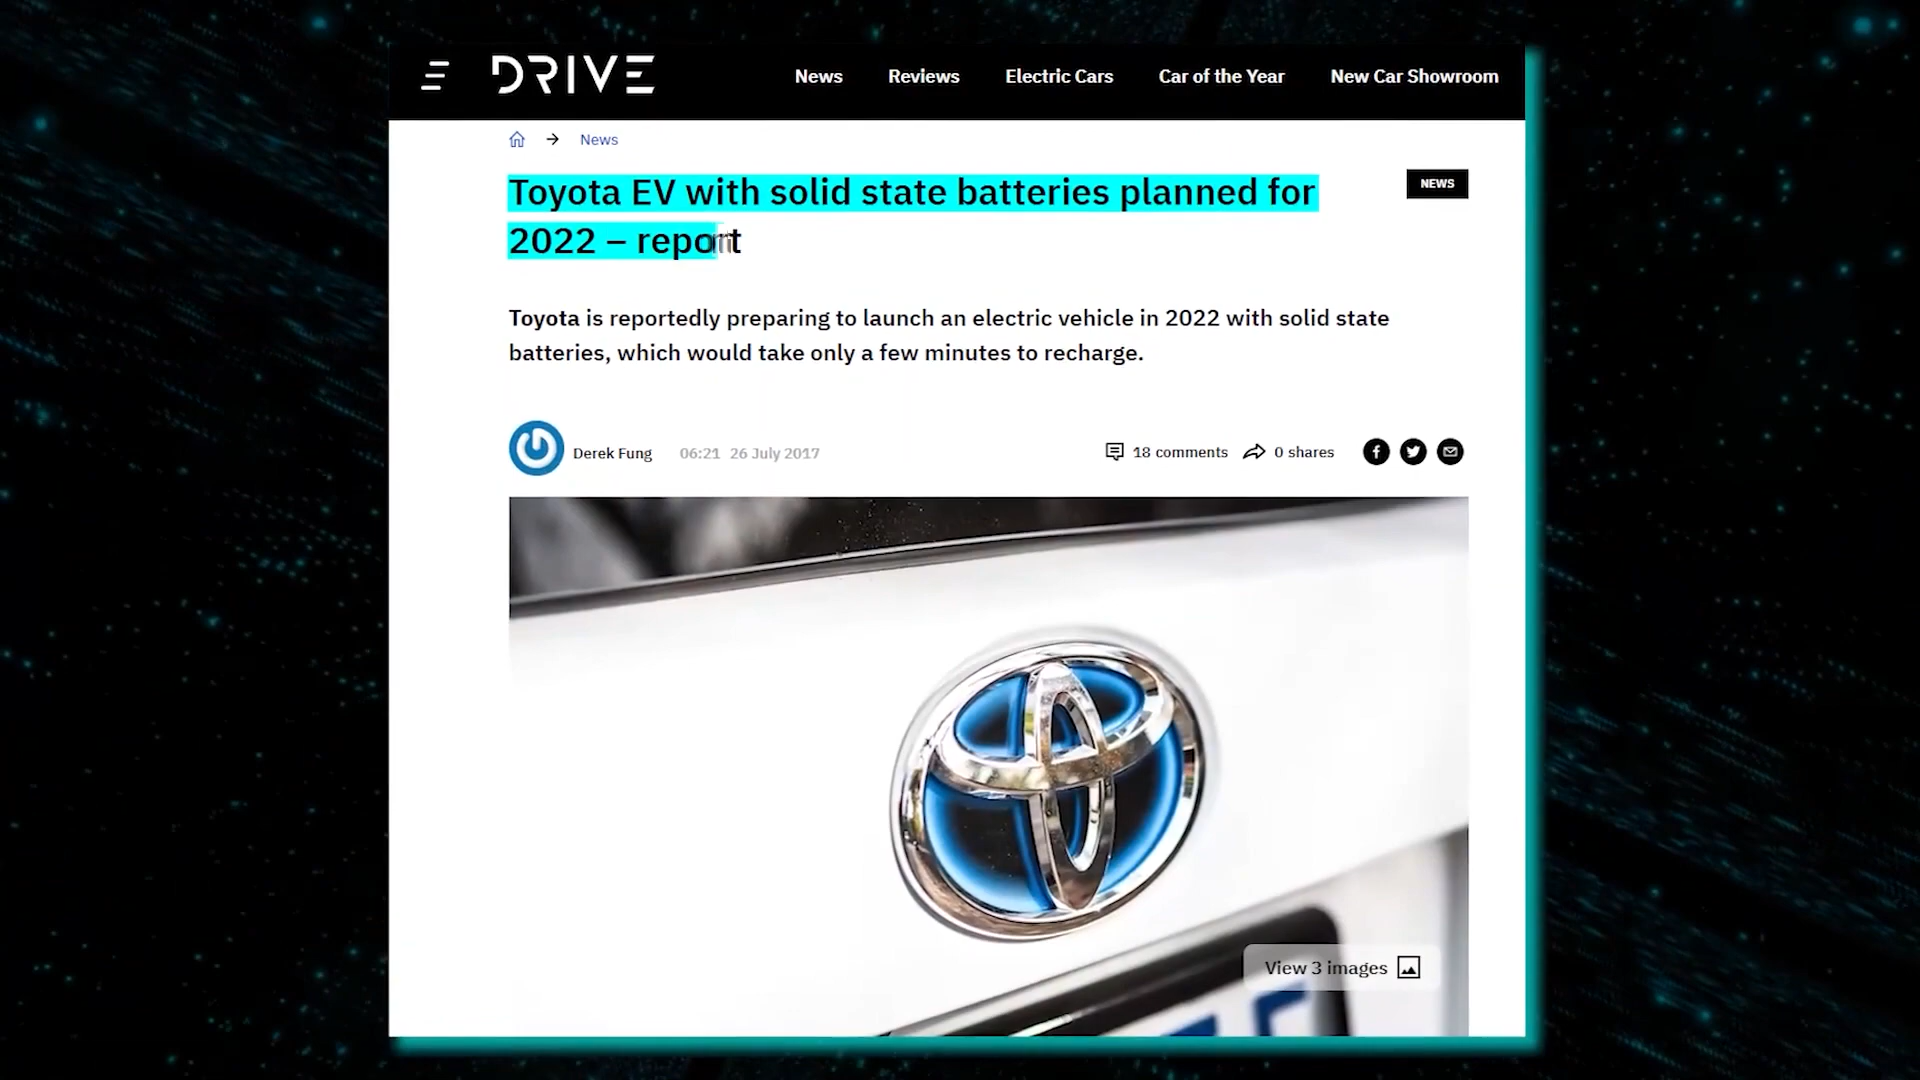 DRIVE
News Reviews Electric Cars Car of the Year New Car Showroom
News
Toyota EV with solid state batteries planned for
2022 – report
NEWS
Toyota is reportedly preparing to launch an electric vehicle in 2022 with solid state
batteries, which would take only a few minutes to recharge.
Derek Fung 06:21 26 July 2017 18 comments 0 shares
View 3 images